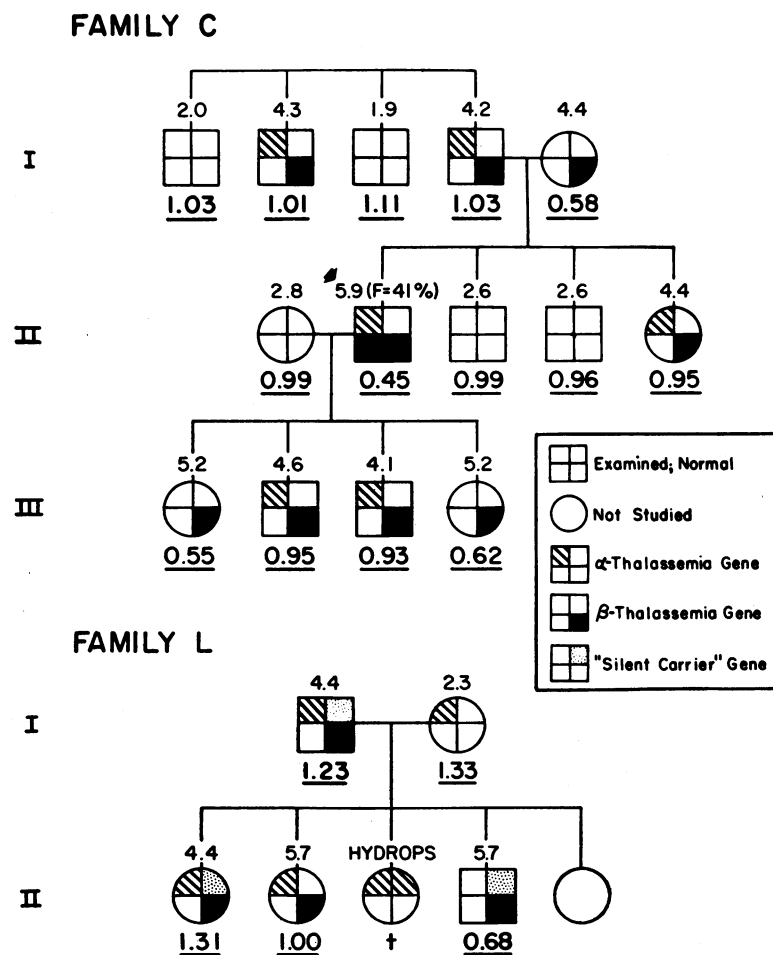 FAMILY C
2.0 4.3 1.9 4.2 4.4
I
1.03 1.01 1.11 1.03 0.58
2.8 5.9 (F=41%) 2.6 2.6 4.4
II
0.99 0.45 0.99 0.96 0.95
5.2 4.6 4.1 5.2
III
0.55 0.95 0.93 0.62
Examined; Normal
Not Studied
α-Thalassemia Gene
β-Thalassemia Gene
"Silent Carrier" Gene
FAMILY L
4.4 2.3
I
1.23 1.33
4.4 5.7 HYDROPS 5.7
II
1.31 1.00 † 0.68